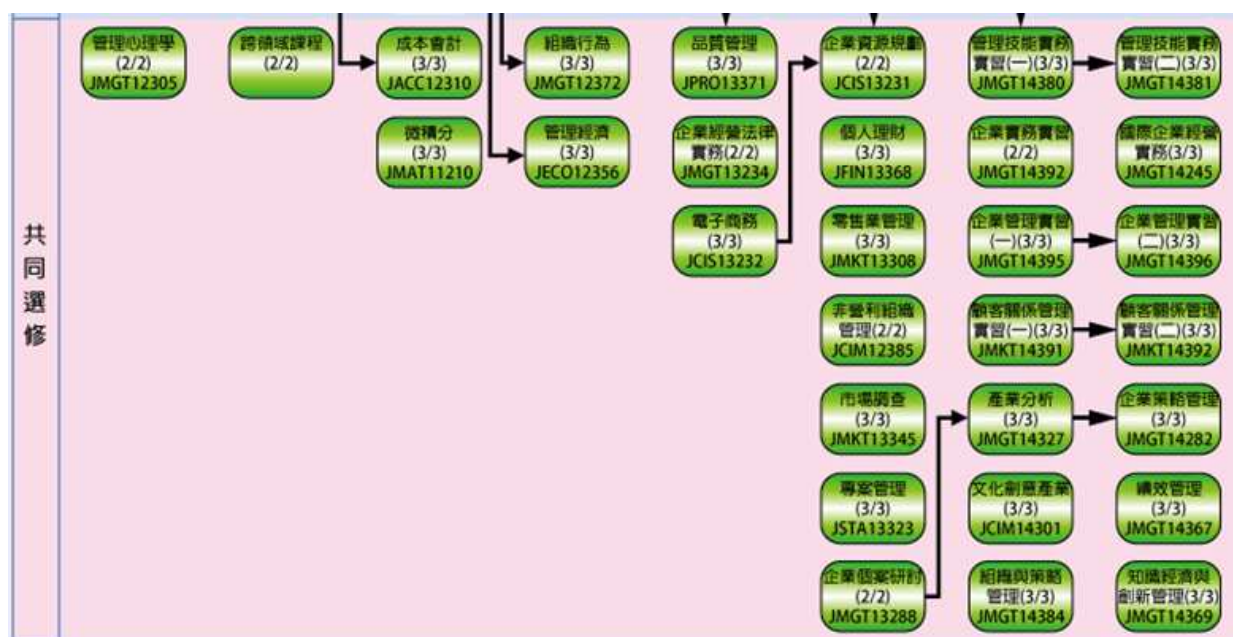 共同選修
管理心理學
(2/2)
JMGT12305
跨領域課程
(2/2)
成本會計
(3/3)
JACC12310
組織行為
(3/3)
JMGT12372
品質管理
(3/3)
JPRO13371
企業資源規劃
(2/2)
JCIS13231
管理技能實務
實習(一)(3/3)
JMGT14380
管理技能實務
實習(二)(3/3)
JMGT14381
微積分
(3/3)
JMAT11210
管理經濟
(3/3)
JECO12356
企業經營法律
實務(2/2)
JMGT13234
個人理財
(3/3)
JFIN13368
企業實務實習
(2/2)
JMGT14392
國際企業經營
實務(3/3)
JMGT14245
電子商務
(3/3)
JCIS13232
零售業管理
(3/3)
JMKT13308
企業管理實習
(一)(3/3)
JMGT14395
企業管理實習
(二)(3/3)
JMGT14396
非營利組織
管理(2/2)
JCIM12385
顧客關係管理
實習(一)(3/3)
JMKT14391
顧客關係管理
實習(二)(3/3)
JMKT14392
市場調查
(3/3)
JMKT13345
產業分析
(3/3)
JMGT14327
企業策略管理
(3/3)
JMGT14282
專案管理
(3/3)
JSTA13323
文化創意產業
(3/3)
JCIM14301
績效管理
(3/3)
JMGT14367
企業個案研討
(2/2)
JMGT13288
組織與策略
管理(3/3)
JMGT14384
知識經濟與
創新管理(3/3)
JMGT14369